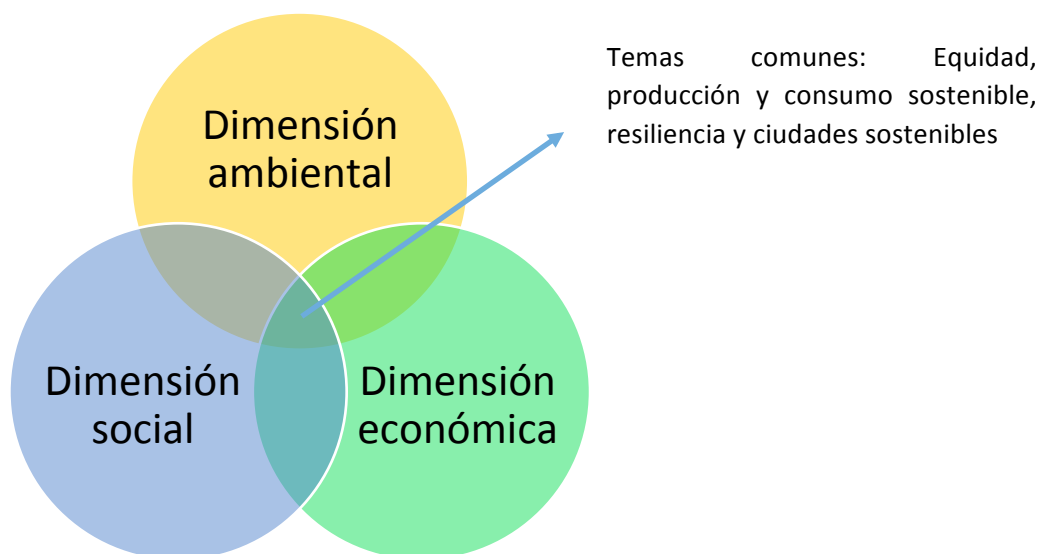 Dimensión
ambiental
Temas comunes: Equidad,
producción y consumo sostenible,
resiliencia y ciudades sostenibles
Dimensión
social
Dimensión
económica